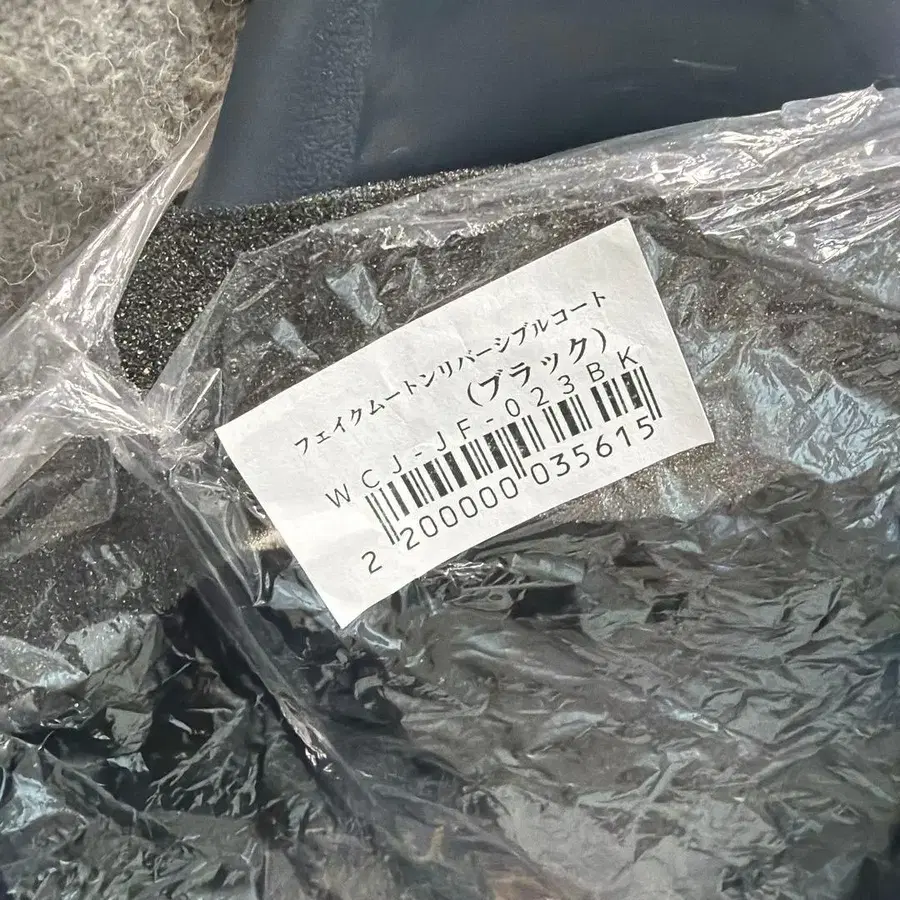 フェイクムートンリバーシブルコート
(ブラック)
WCJ-JF-023BK
2 200000 035615